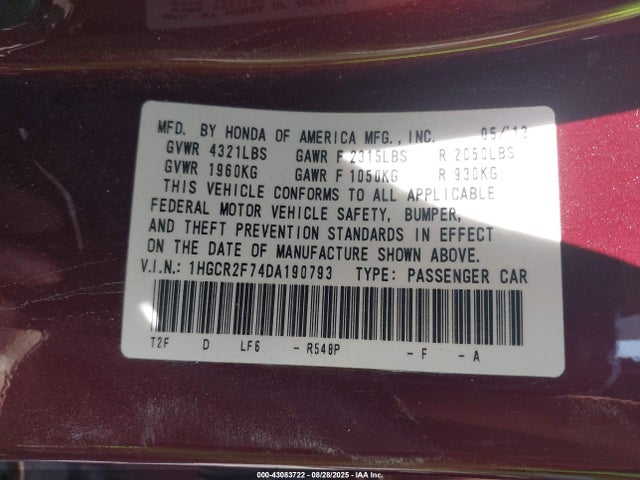 MFD. BY HONDA OF AMERICA MFG., INC. 05/13
GVWR 4321LBS GAWR F 2315LBS R 2050LBS
GVWR 1960KG GAWR F 1050KG R 930KG
THIS VEHICLE CONFORMS TO ALL APPLICABLE
FEDERAL MOTOR VEHICLE SAFETY, BUMPER,
AND THEFT PREVENTION STANDARDS IN EFFECT
ON THE DATE OF MANUFACTURE SHOWN ABOVE.
V.I.N.: 1HGCR2F74DA190793 TYPE: PASSENGER CAR
T2F D LF6 - R548P - F - A
000-43083722 - 08/28/2025 - IAA Inc.